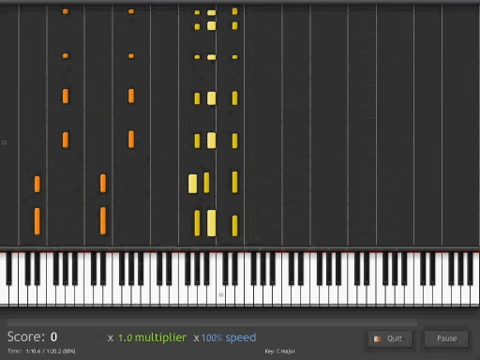 Score: 0
x 1.0 multiplier
x 100% speed
Quit
Pause
Key: C major